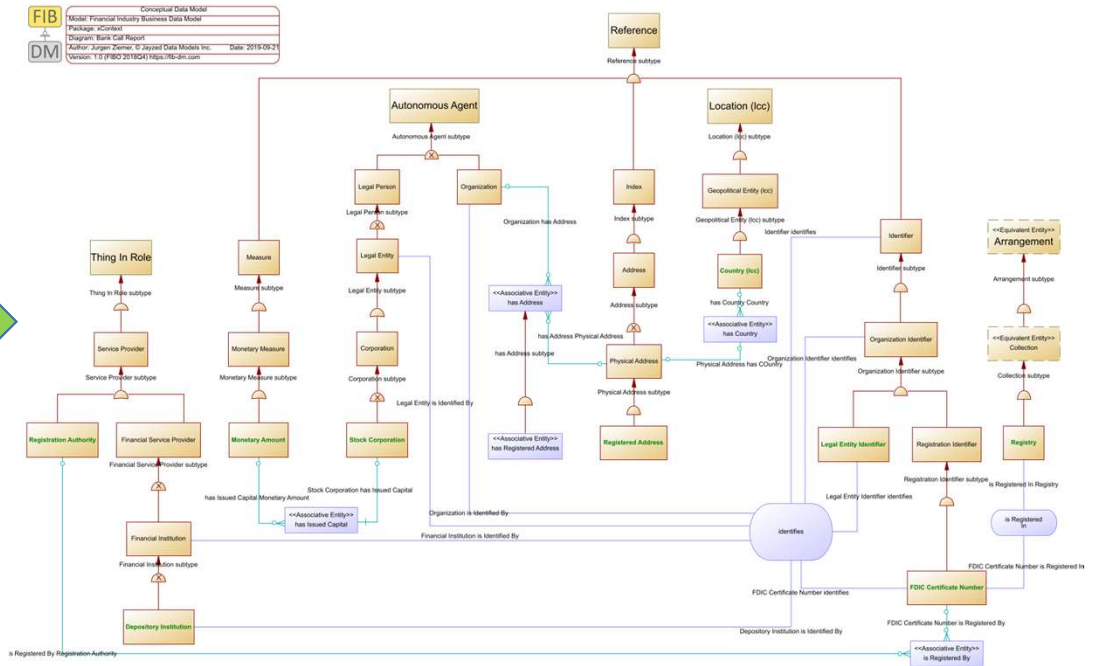 FIB
DM
Conceptual Data Model
Model: Financial Industry Business Data Model
Package: xContext
Diagram: Bank Call Report
Author: Jurgen Ziemer, © Jayzed Data Models Inc. Date: 2019-09-21
Version: 1.0 (FIBO 2018Q4) https://fib-dm.com
Reference
Reference subtype
Autonomous Agent
Autonomous Agent subtype
Location (lcc)
Location (lcc) subtype
Legal Person
Legal Person subtype
Organization
Organization has Address
Index
Index subtype
Geopolitical Entity (lcc)
Geopolitical Entity (lcc) subtype
Identifier identifies
Identifier
Identifier subtype
<<Equivalent Entity>>
Arrangement
Arrangement subtype
Thing In Role
Thing In Role subtype
Measure
Measure subtype
Legal Entity
Legal Entity subtype
Address
Address subtype
Country (lcc)
has Country Country
<<Associative Entity>>
has Address
has Address Physical Address
<<Associative Entity>>
has Country
Physical Address has COuntry
Organization Identifier
Organization Identifier identifies
Organization Identifier subtype
<<Equivalent Entity>>
Collection
Collection subtype
Service Provider
Service Provider subtype
Monetary Measure
Monetary Measure subtype
Corporation
Corporation subtype
has Address subtype
Physical Address
Physical Address subtype
Legal Entity is Identified By
Registration Authority
Financial Service Provider
Financial Service Provider subtype
Monetary Amount
Stock Corporation
<<Associative Entity>>
has Registered Address
Registered Address
Legal Entity Identifier
Legal Entity Identifier identifies
Registration Identifier
Registration Identifier subtype
Registry
is Registered In Registry
has Issued Capital Monetary Amount
Stock Corporation has Issued Capital
<<Associative Entity>>
has Issued Capital
Organization is Identified By
Financial Institution is Identified By
identifies
is Registered
In
Financial Institution
Financial Institution subtype
FDIC Certificate Number is Registered In
FDIC Certificate Number
FDIC Certificate Number identifies
FDIC Certificate Number is Registered By
Depository Institution
Depository Institution is Identified By
is Registered By Registration Authority
<<Associative Entity>>
is Registered By